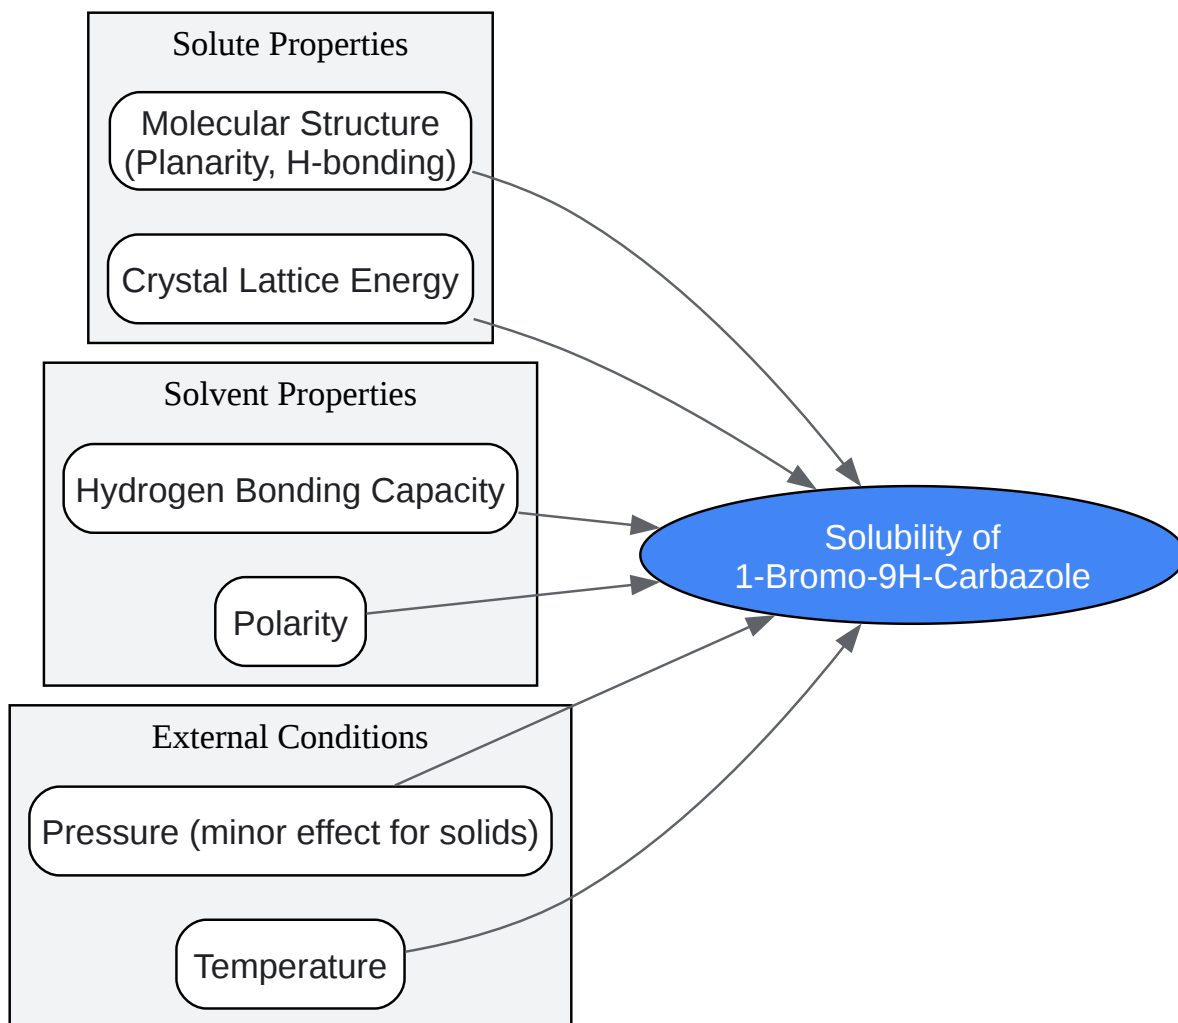 Solute Properties
Molecular Structure
(Planarity, H-bonding)
Crystal Lattice Energy
Solvent Properties
Hydrogen Bonding Capacity
Polarity
External Conditions
Pressure (minor effect for solids)
Temperature
Solubility of
1-Bromo-9H-Carbazole